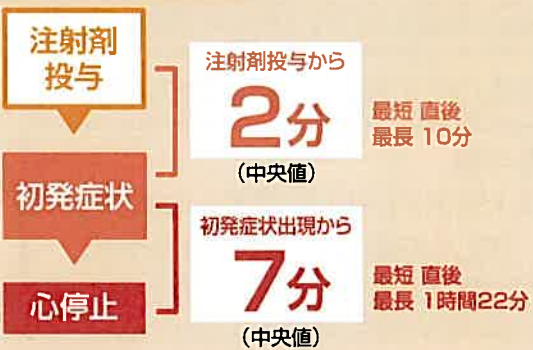 注射剤
投与
注射剤投与から
2分
(中央値)
最短 直後
最長 10分
初発症状
初発症状出現から
7分
(中央値)
最短 直後
最長 1時間22分
心停止